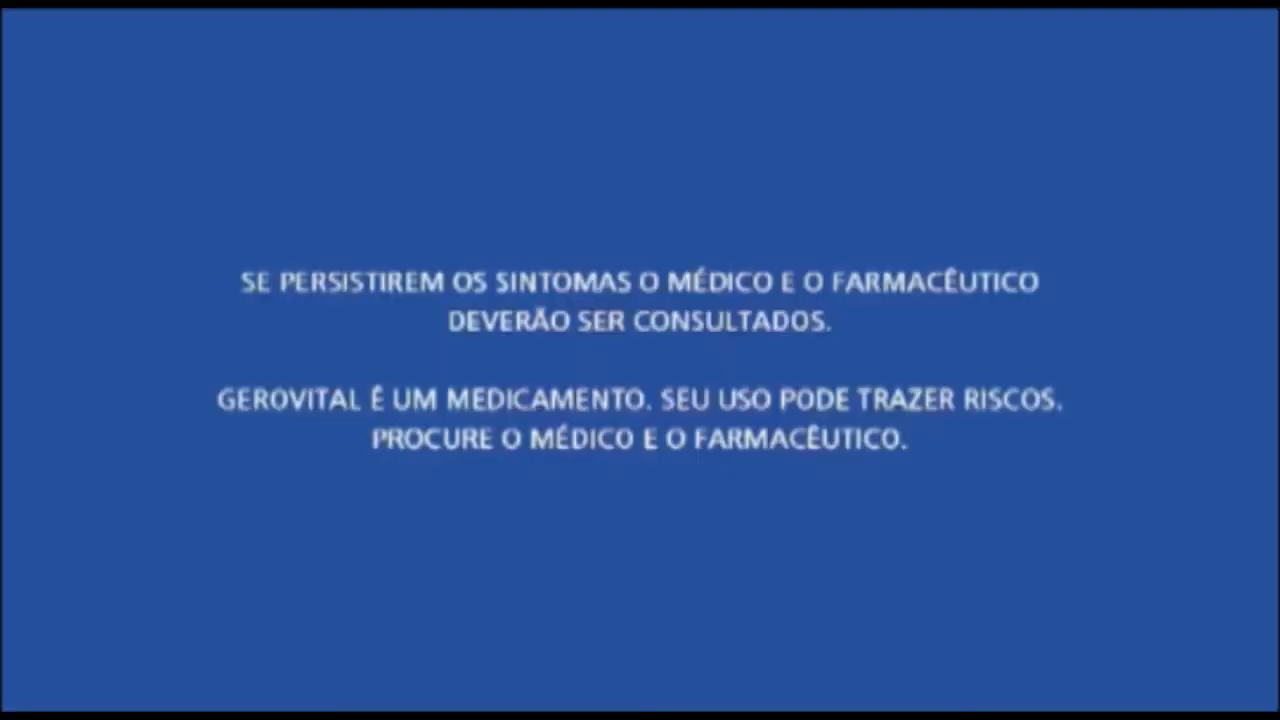 SE PERSISTIREM OS SINTOMAS O MÉDICO E O FARMACÊUTICO
DEVERÃO SER CONSULTADOS.
GEROVITAL É UM MEDICAMENTO. SEU USO PODE TRAZER RISCOS.
PROCURE O MÉDICO E O FARMACÊUTICO.